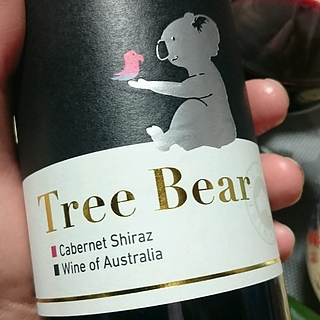 Tree Bear
Cabernet Shiraz
Wine of Australia